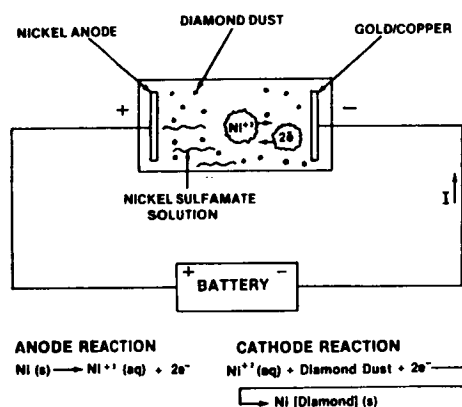 NICKEL ANODE
DIAMOND DUST
GOLD/COPPER
+
−
Ni⁺²
2ē
NICKEL SULFAMATE
SOLUTION
I
+ −
BATTERY
ANODE REACTION
Ni (s) → Ni⁺² (aq) + 2e⁻
CATHODE REACTION
Ni⁺² (aq) + Diamond Dust + 2e⁻
→ Ni [Diamond] (s)